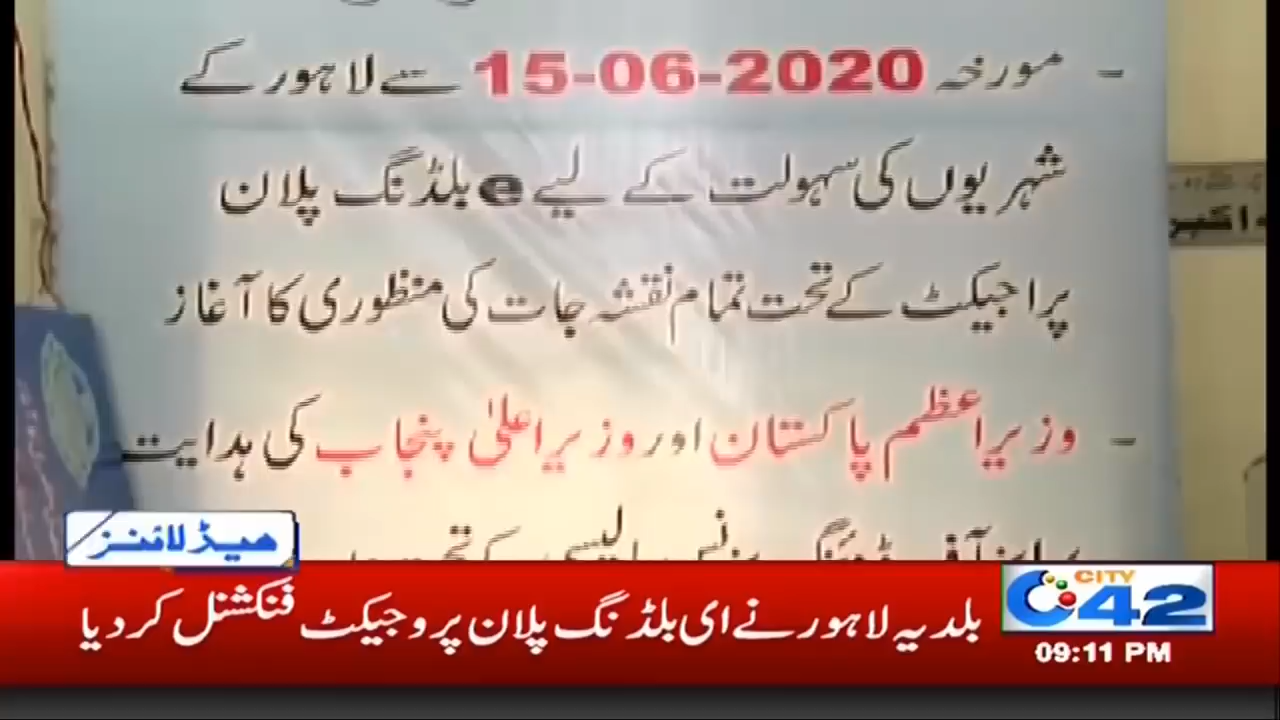 - مورخہ 15-06-2020 سے لاہور کے
شہریوں کی سہولت کے لیے e بلڈنگ پلان
پراجیکٹ کے تحت تمام نقشہ جات کی منظوری کا آغاز
- وزیراعظم پاکستان اور وزیراعلیٰ پنجاب کی ہدایت
ہیڈ لائنز
CITY
42
بلدیہ لاہور نے ای بلڈنگ پلان پروجیکٹ فنکشنل کر دیا
09:11 PM